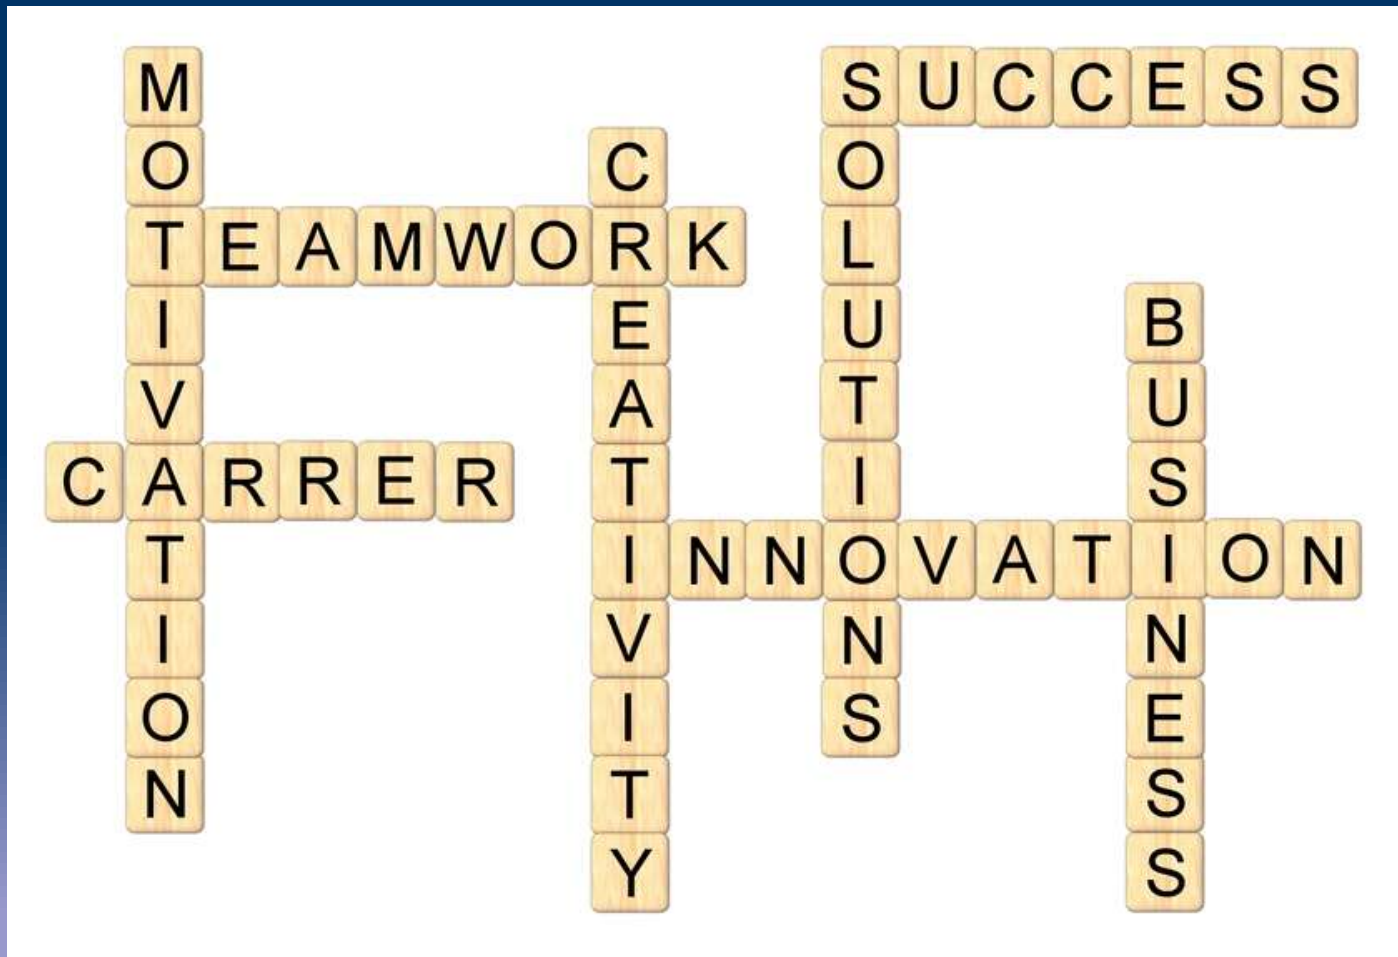 MOTIVATION
SUCCESS
SOLUTIONS
CREATIVITY
TEAMWORK
BUSINESS
CARRER
INNOVATION